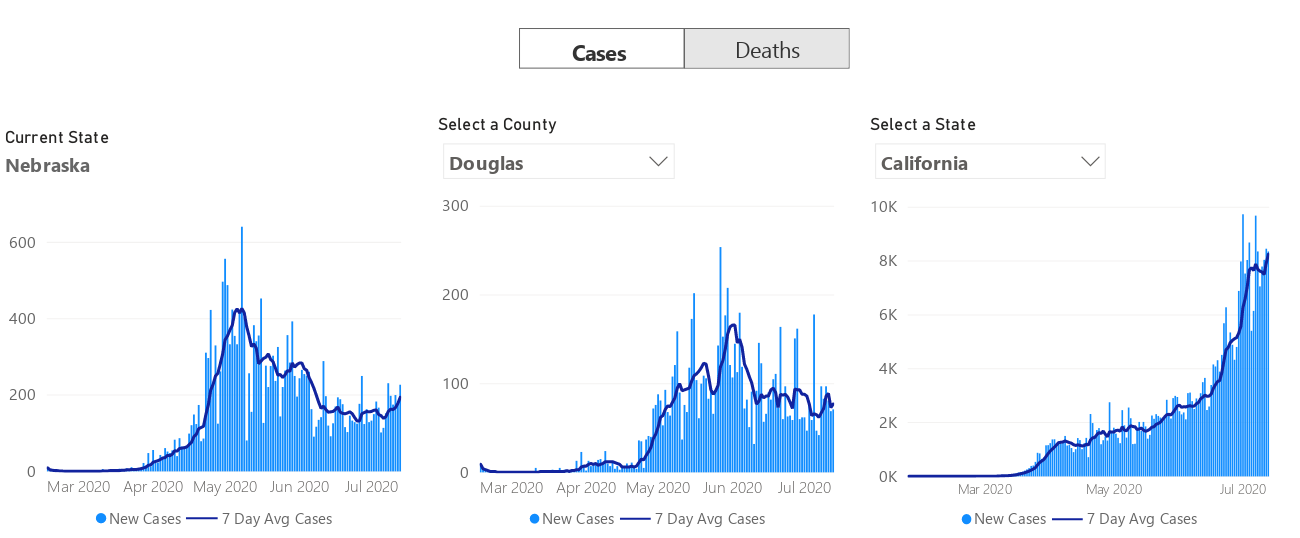 Cases Deaths
Current State
Nebraska
600
400
200
0
Mar 2020 Apr 2020 May 2020 Jun 2020 Jul 2020
New Cases 7 Day Avg Cases
Select a County
Douglas
300
200
100
0
Mar 2020 Apr 2020 May 2020 Jun 2020 Jul 2020
New Cases 7 Day Avg Cases
Select a State
California
10K
8K
6K
4K
2K
0K
Mar 2020 May 2020 Jul 2020
New Cases 7 Day Avg Cases